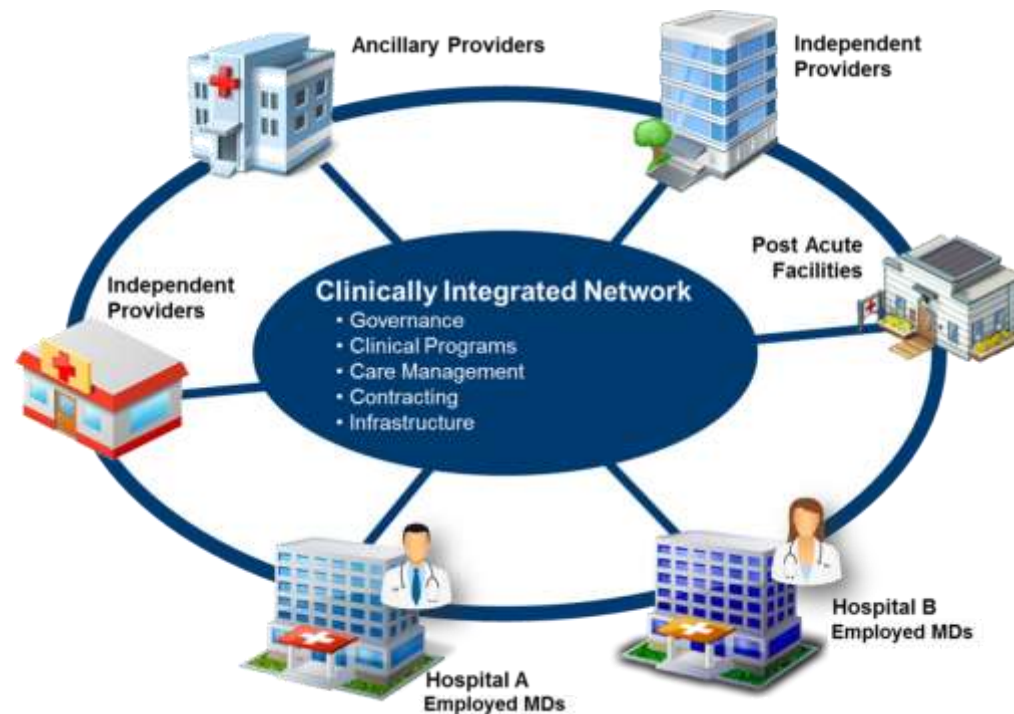 Ancillary Providers
Independent
Providers
Post Acute
Facilities
Independent
Providers
Clinically Integrated Network
• Governance
• Clinical Programs
• Care Management
• Contracting
• Infrastructure
Hospital B
Employed MDs
Hospital A
Employed MDs